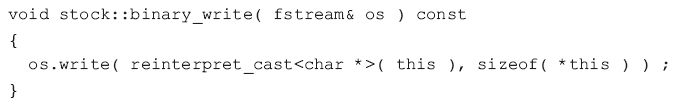 void stock::binary_write( fstream& os ) const
{
  os.write( reinterpret_cast<char *>( this ), sizeof( *this ) ) ;
}